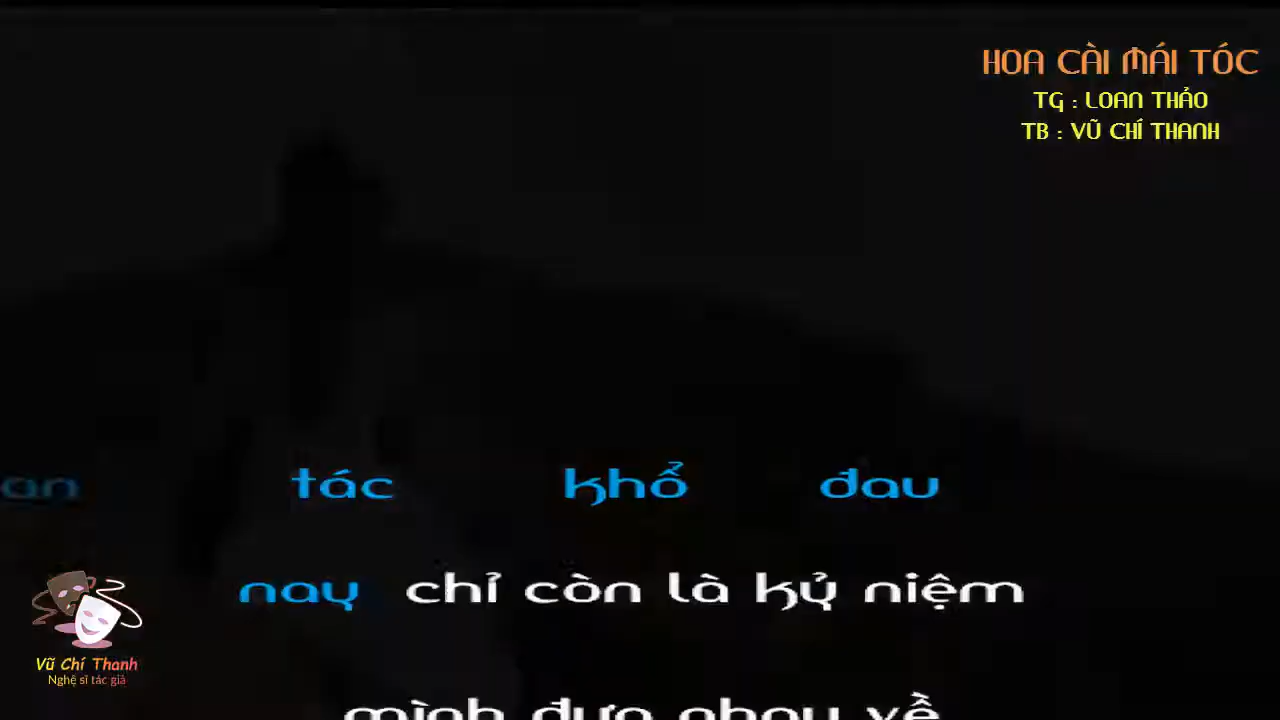 HOA CÀI MÁI TÓC
TG : LOAN THẢO
TB : VŨ CHÍ THANH
an tác khổ đau
nay chỉ còn là kỷ niệm
mình đưa nhau về
Vũ Chí Thanh
Nghệ sĩ tác giả